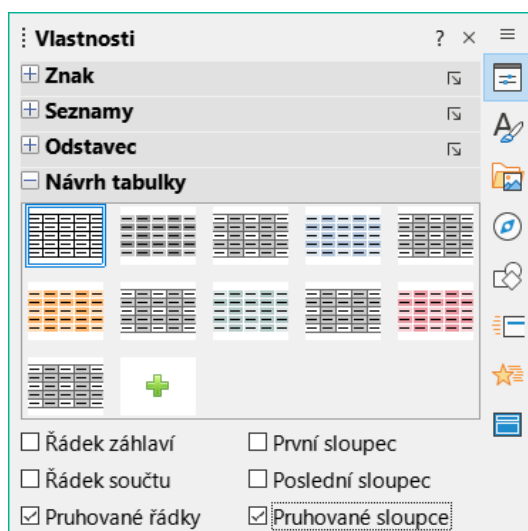 Vlastnosti ?
Znak
Seznamy
Odstavec
Návrh tabulky
Řádek záhlaví První sloupec
Řádek součtu Poslední sloupec
Pruhované řádky Pruhované sloupce